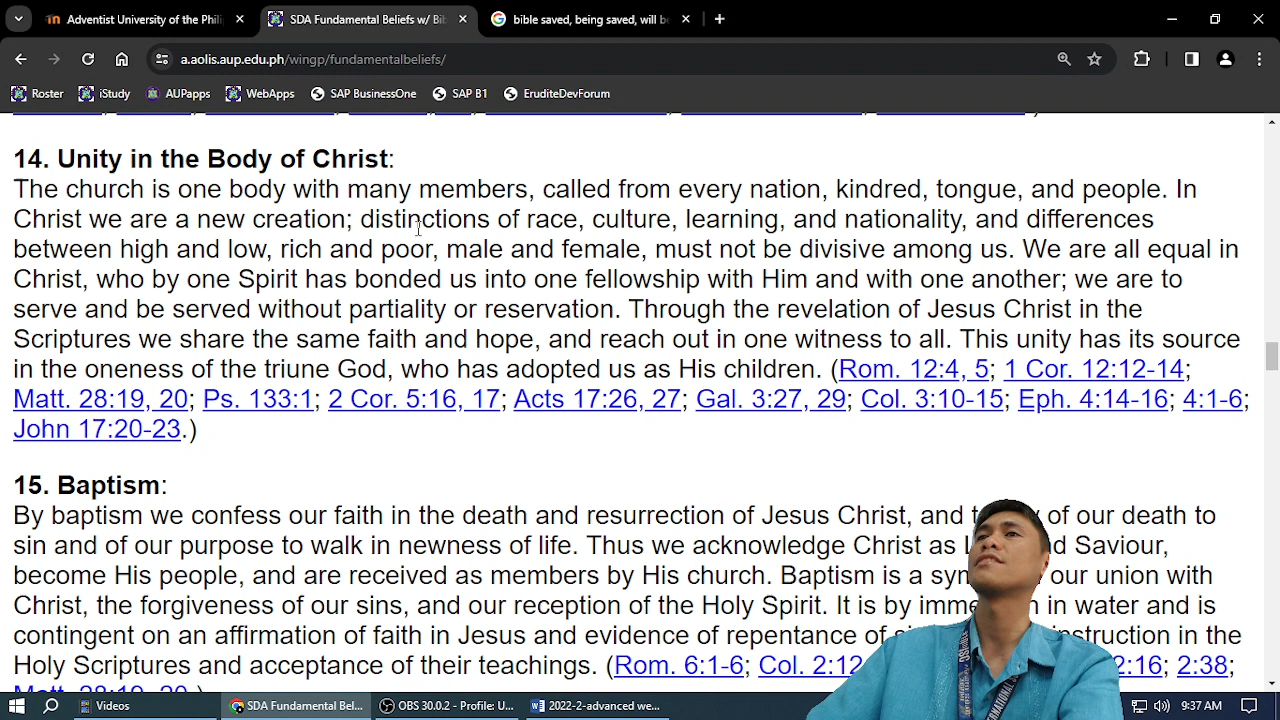 Adventist University of the Phili
SDA Fundamental Beliefs w/ Bib
bible saved, being saved, will be
a.aolis.aup.edu.ph/wingp/fundamentalbeliefs/
Roster
iStudy
AUPapps
WebApps
SAP BusinessOne
SAP B1
EruditeDevForum
14. Unity in the Body of Christ:
The church is one body with many members, called from every nation, kindred, tongue, and people. In
Christ we are a new creation; distinctions of race, culture, learning, and nationality, and differences
between high and low, rich and poor, male and female, must not be divisive among us. We are all equal in
Christ, who by one Spirit has bonded us into one fellowship with Him and with one another; we are to
serve and be served without partiality or reservation. Through the revelation of Jesus Christ in the
Scriptures we share the same faith and hope, and reach out in one witness to all. This unity has its source
in the oneness of the triune God, who has adopted us as His children. (Rom. 12:4, 5; 1 Cor. 12:12-14;
Matt. 28:19, 20; Ps. 133:1; 2 Cor. 5:16, 17; Acts 17:26, 27; Gal. 3:27, 29; Col. 3:10-15; Eph. 4:14-16; 4:1-6;
John 17:20-23.)
15. Baptism:
By baptism we confess our faith in the death and resurrection of Jesus Christ, and of our death to
sin and of our purpose to walk in newness of life. Thus we acknowledge Christ as and Saviour,
become His people, and are received as members by His church. Baptism is a our union with
Christ, the forgiveness of our sins, and our reception of the Holy Spirit. It is by in water and is
contingent on an affirmation of faith in Jesus and evidence of repentance of instruction in the
Holy Scriptures and acceptance of their teachings. (Rom. 6:1-6; Col. 2:12 2:16; 2:38;
Matt. 28:19, 20.)
Videos
SDA Fundamental Bel...
OBS 30.0.2 - Profile: U...
2022-2-advanced we...
9:37 AM